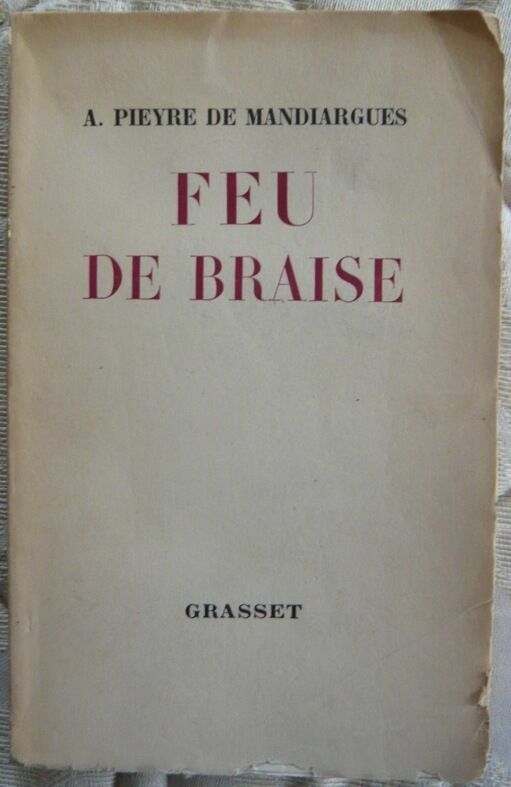 A. PIEYRE DE MANDIARGUES
FEU
DE BRAISE
GRASSET